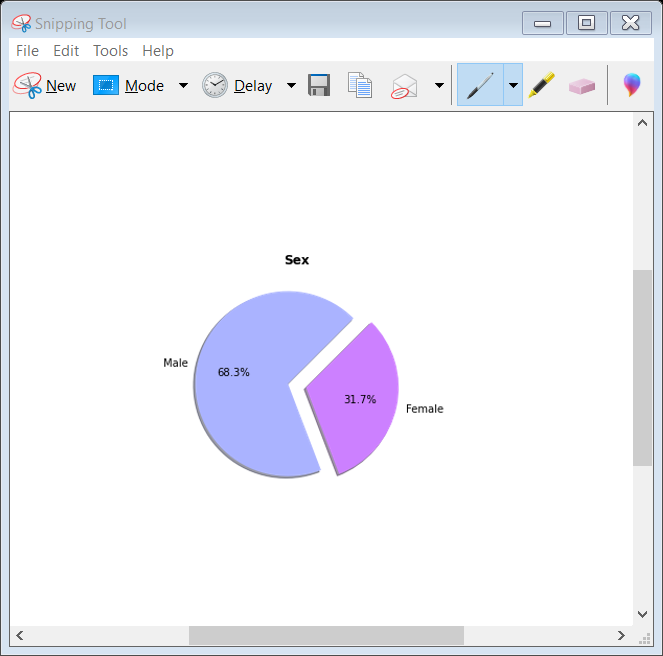 Snipping Tool
File Edit Tools Help
New Mode Delay
Sex
Male
68.3%
31.7%
Female